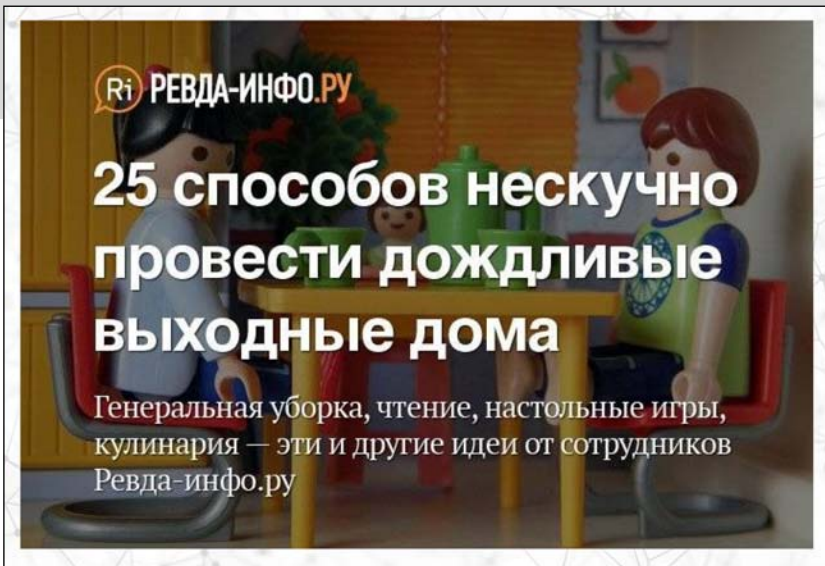 Ri РЕВДА-ИНФО.РУ
25 способов нескучно
провести дождливые
выходные дома
Генеральная уборка, чтение, настольные игры,
кулинария — эти и другие идеи от сотрудников
Ревда-инфо.ру